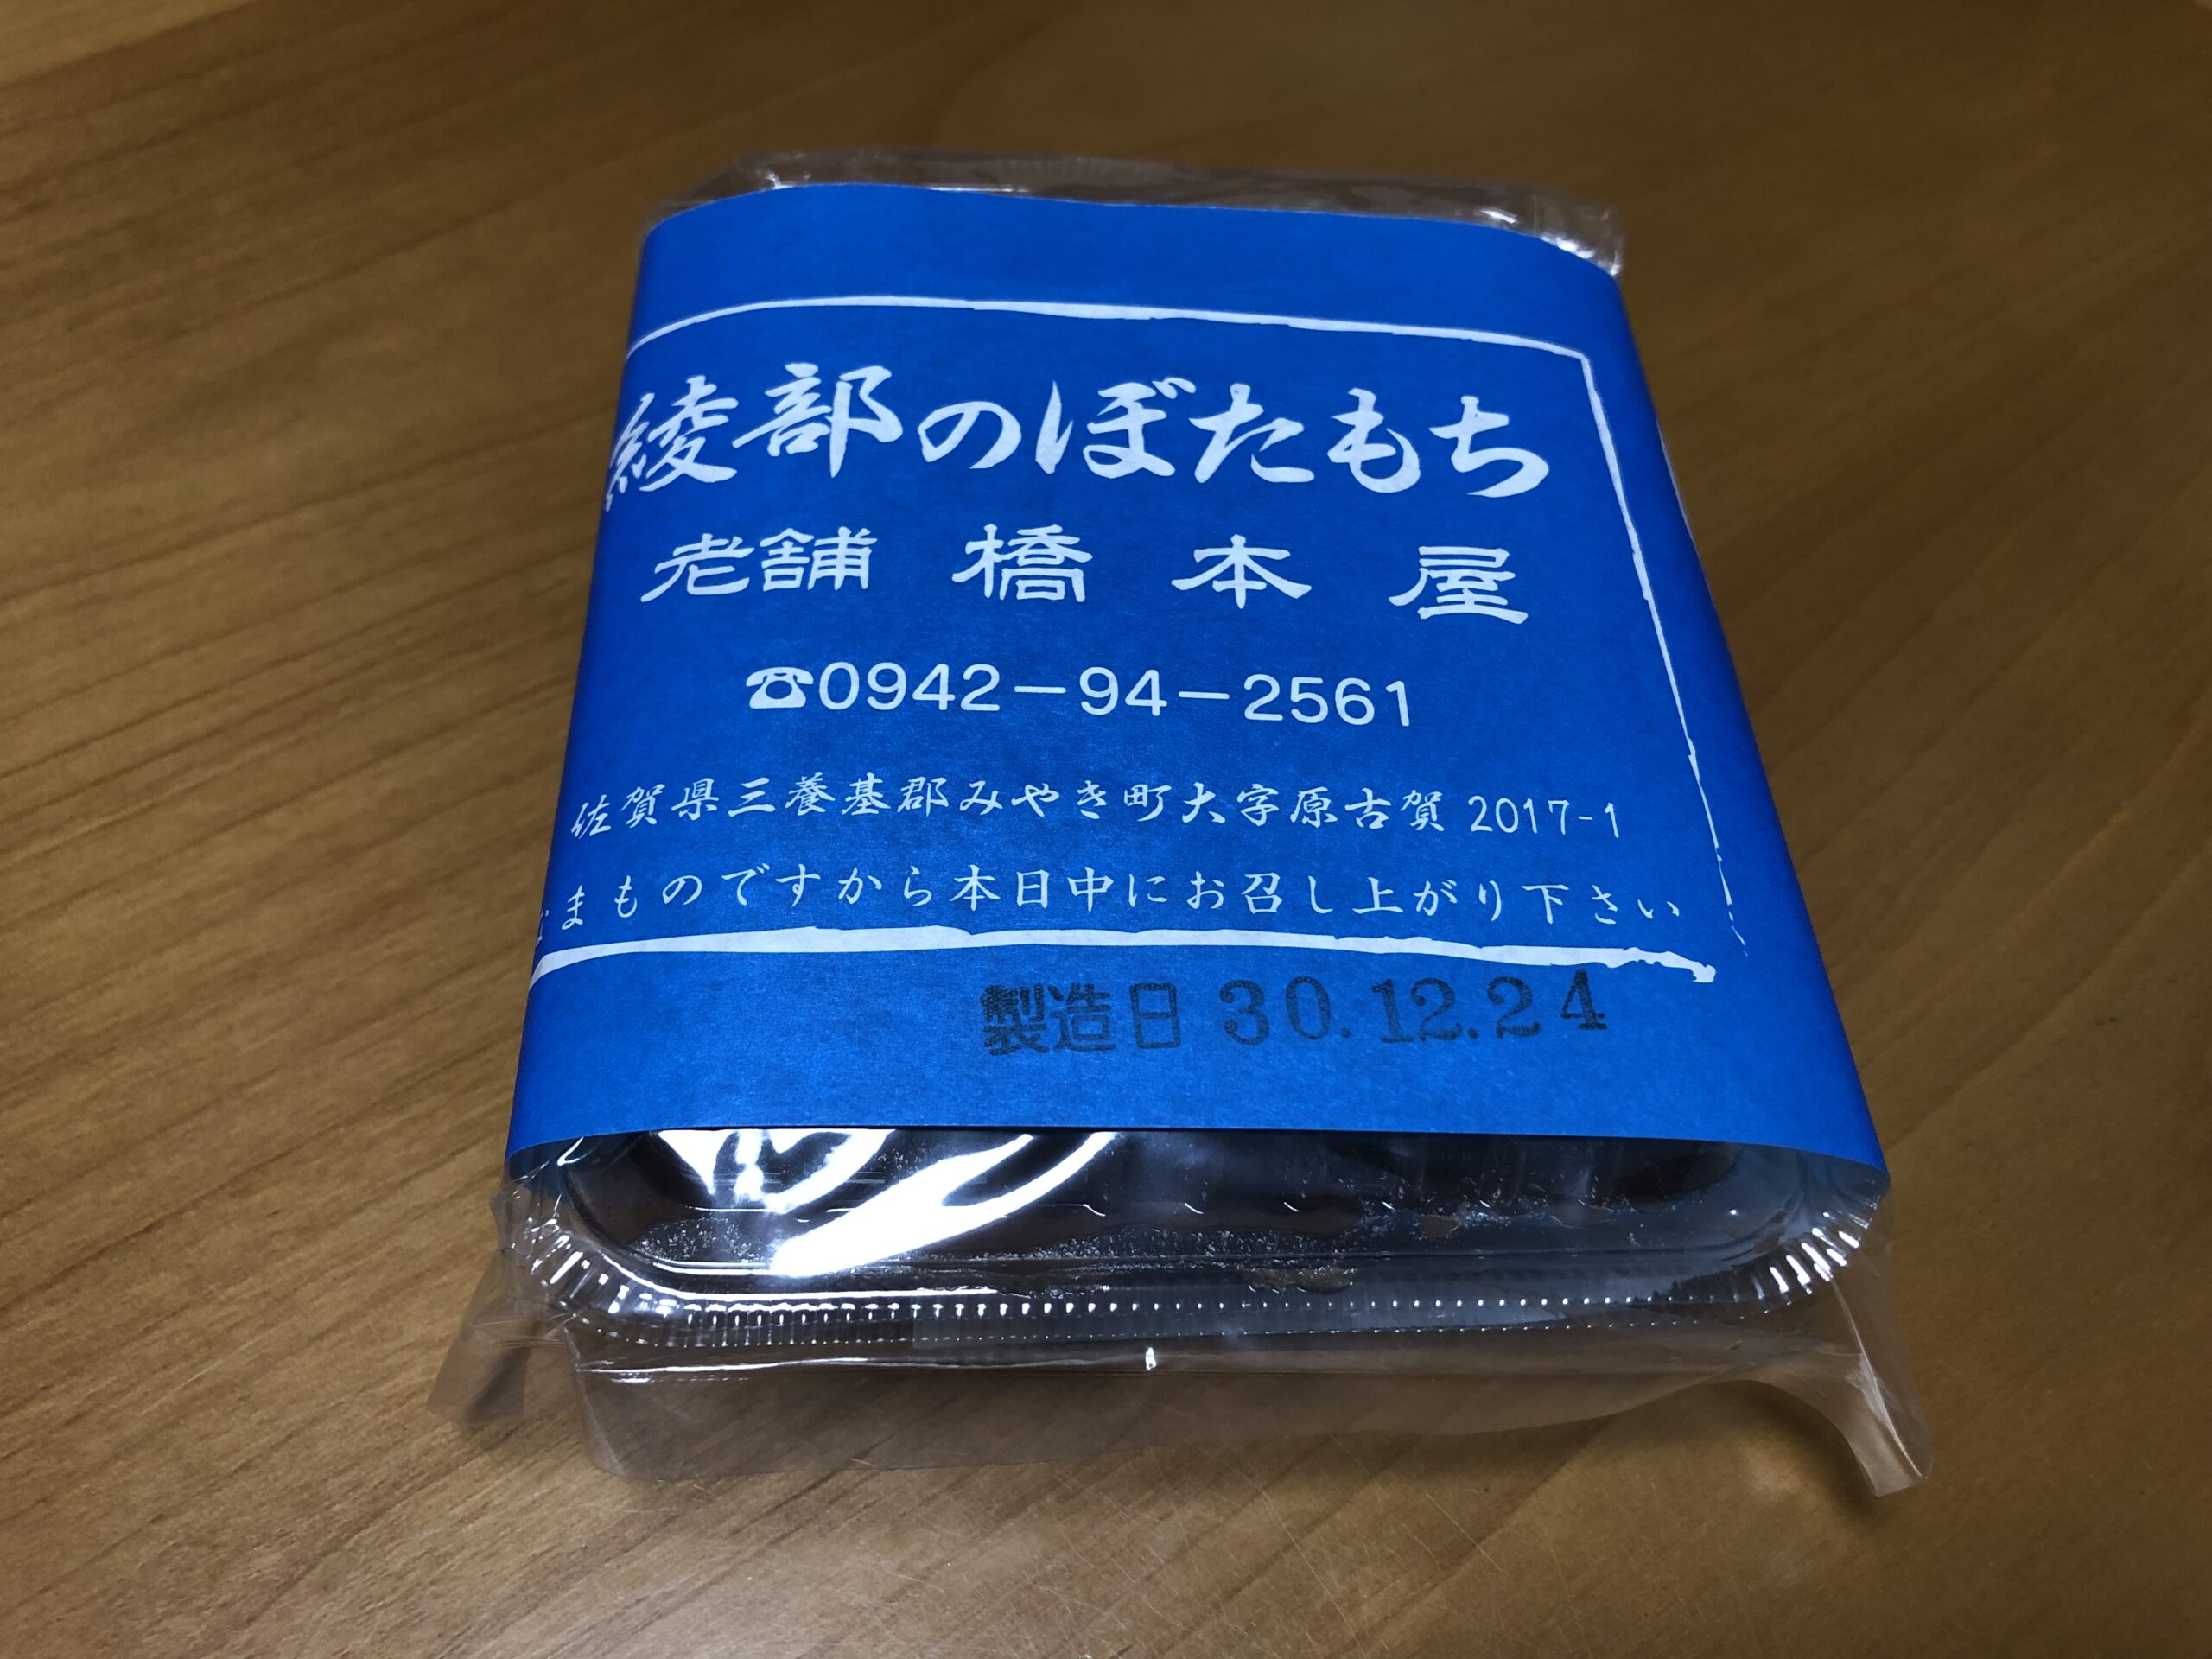 綾部のぼたもち
老舗 橋本屋
☎0942-94-2561
佐賀県三養基郡みやき町大字原古賀 2017-1
なまものですから本日中にお召し上がり下さい
製造日 30.12.24